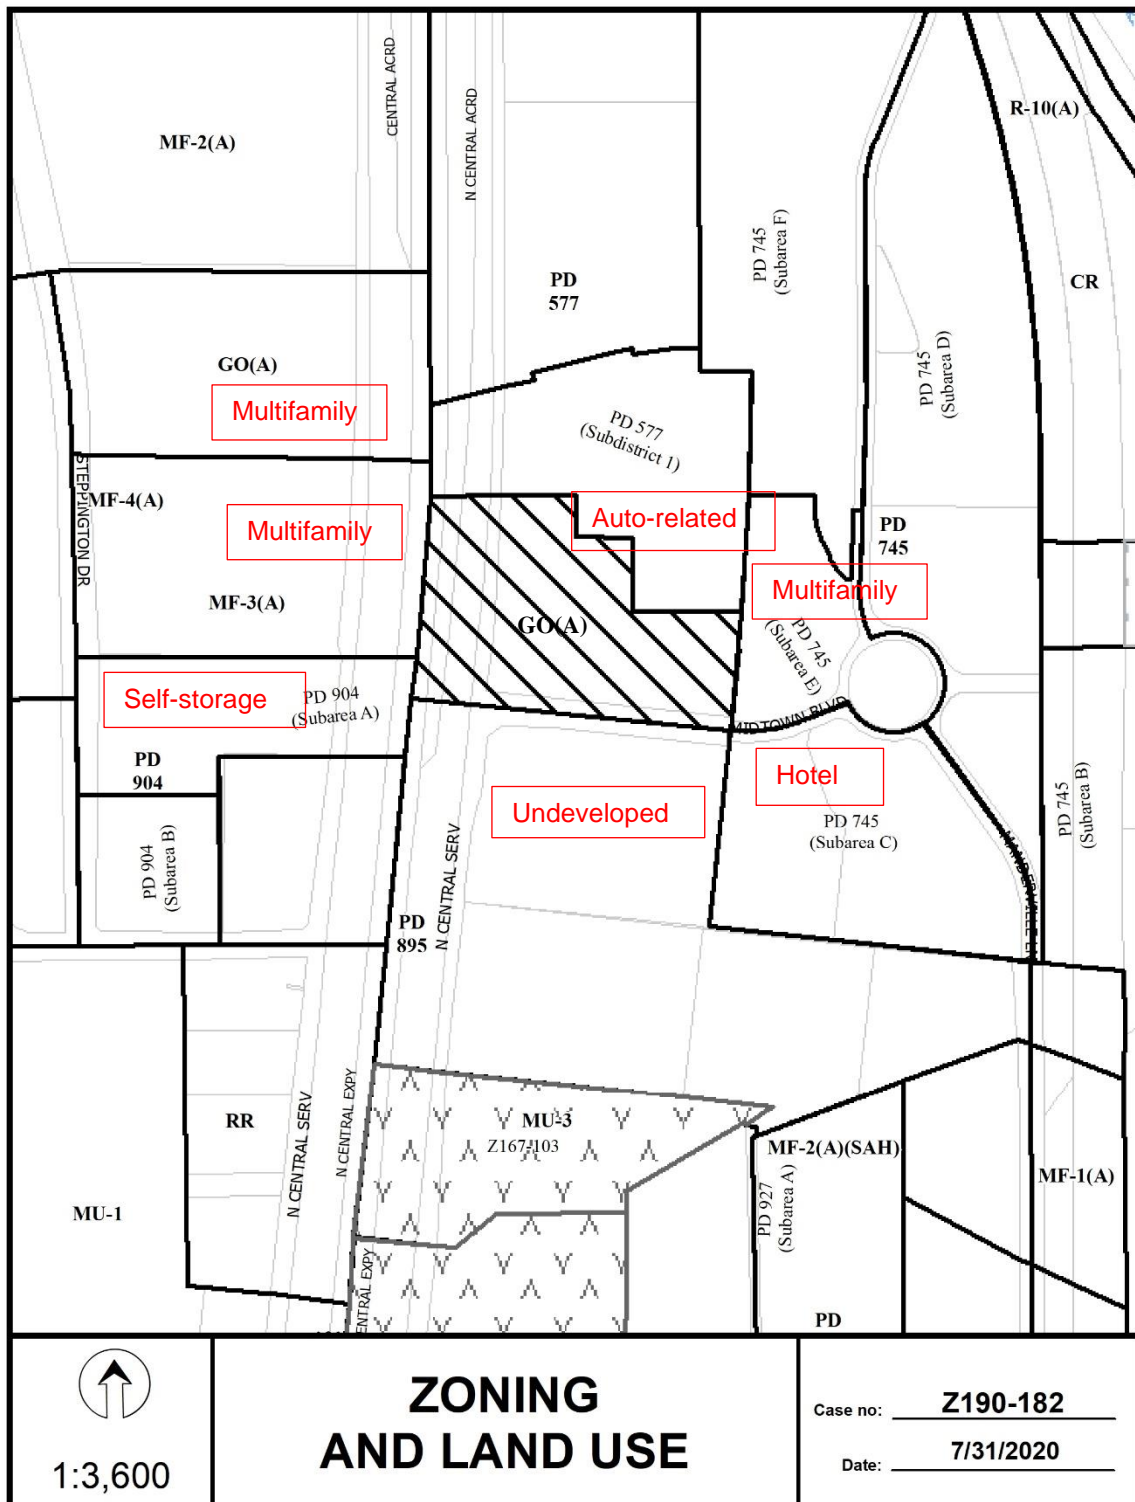 CENTRAL ACRD
N CENTRAL ACRD
R-10(A)
MF-2(A)
PD 745
(Subarea F)
PD
577
CR
GO(A)
PD 745
(Subarea D)
Multifamily
PD 577
(Subdistrict 1)
STEPPINGTON DR
MF-4(A)
Multifamily
Auto-related
PD
745
MF-3(A)
GO(A)
Multifamily
PD 745
(Subarea E)
Self-storage
PD 904
(Subarea A)
MIDTOWN BLVD
PD
904
Hotel
Undeveloped
PD 745
(Subarea C)
PD 745
(Subarea B)
PD 904
(Subarea B)
N CENTRAL SERV
MANDERVILLE LN
PD
895
RR
N CENTRAL SERV
N CENTRAL EXPY
MU-3
Z167-103
MF-2(A)(SAH)
MF-1(A)
PD 927
(Subarea A)
MU-1
CENTRAL EXPY
PD
1:3,600
ZONING
AND LAND USE
Case no: Z190-182
Date: 7/31/2020